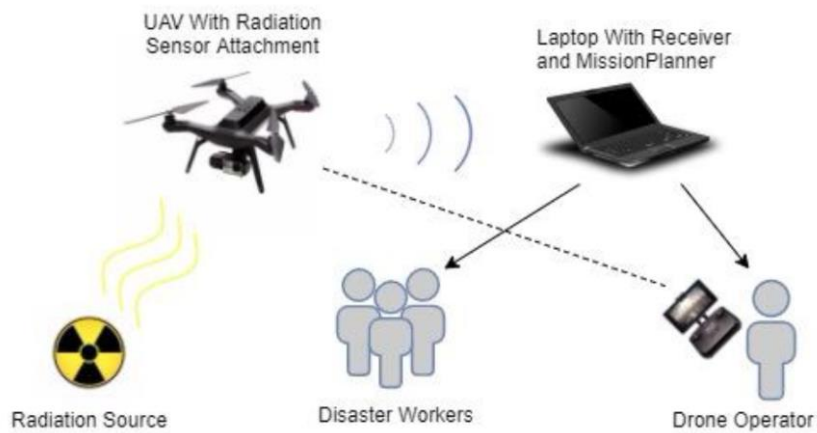 UAV With Radiation
Sensor Attachment
Laptop With Receiver
and MissionPlanner
Radiation Source
Disaster Workers
Drone Operator